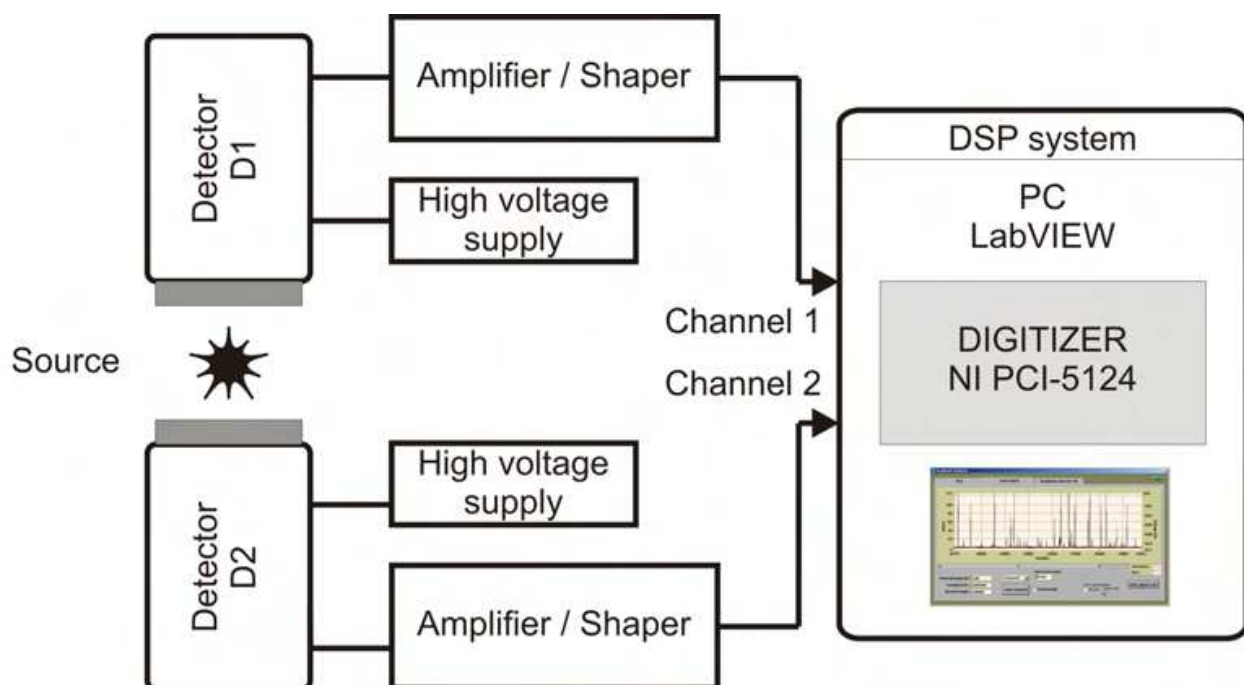 Detector
D1
Amplifier / Shaper
High voltage
supply
Source
Channel 1
Channel 2
DSP system
PC
LabVIEW
DIGITIZER
NI PCI-5124
Detector
D2
High voltage
supply
Amplifier / Shaper